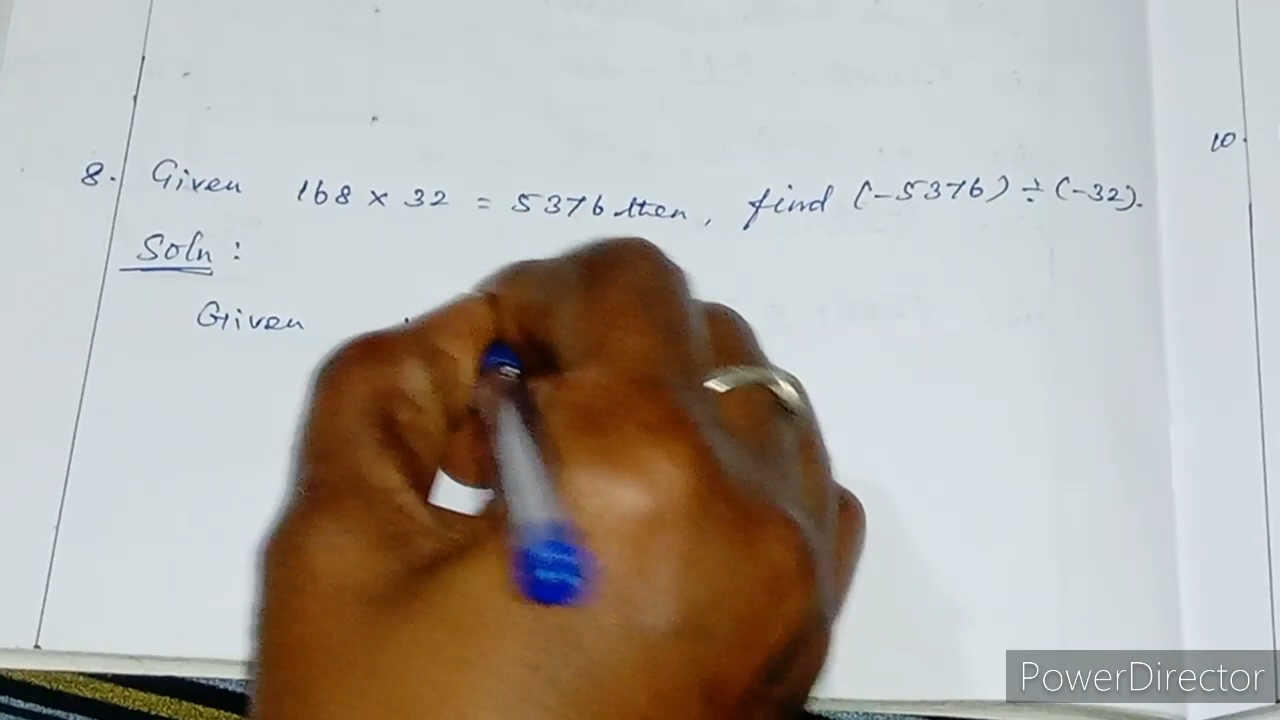 8. Given 168 × 32 = 5376 then, find (-5376) ÷ (-32).
Soln :
Given
10.
PowerDirector